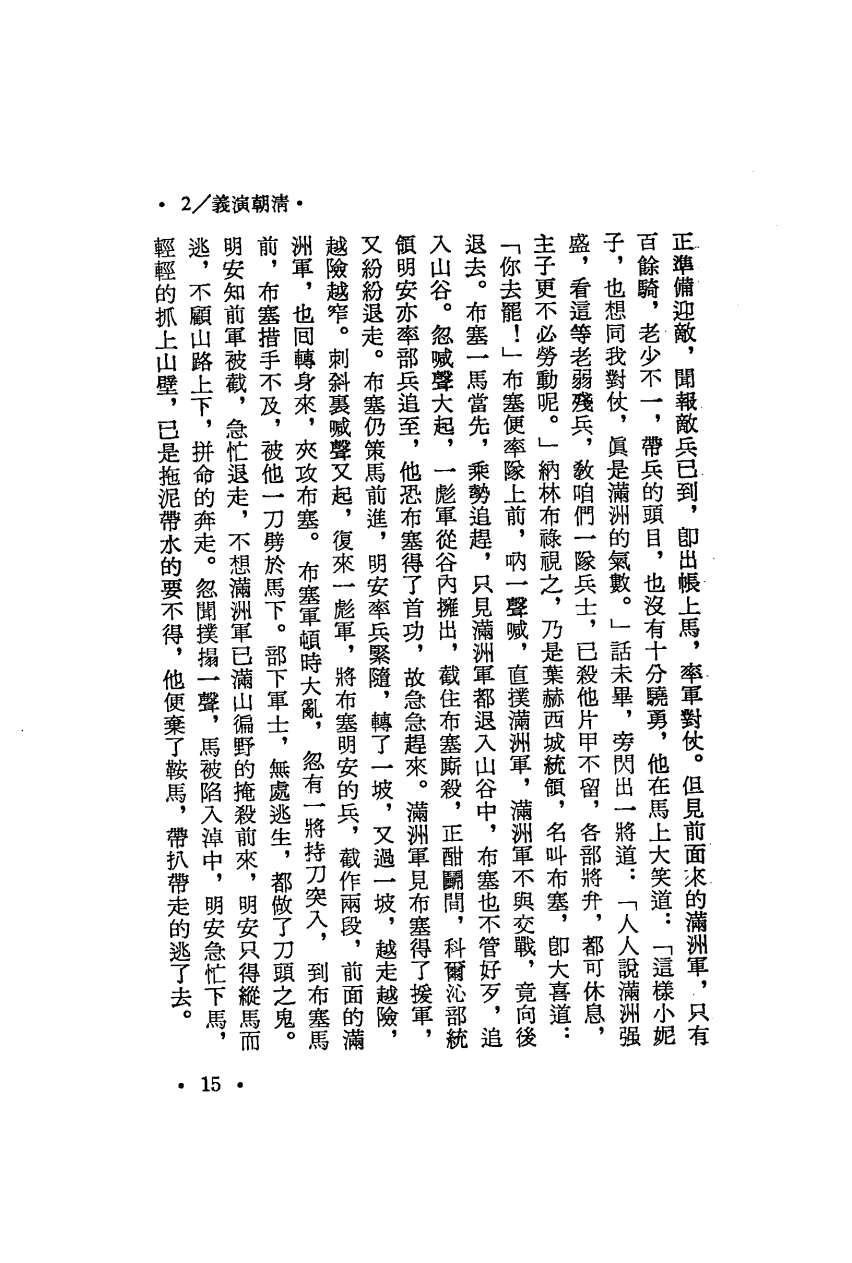 • 2／義演朝清 •
正準備迎敵，聞報敵兵已到，卽出帳上馬，率軍對仗。但見前面來的滿洲軍，只有
百餘騎，老少不一，帶兵的頭目，也沒有十分驍勇，他在馬上大笑道：「這樣小妮
子，也想同我對仗，眞是滿洲的氣數。」話未畢，旁閃出一將道：「人人說滿洲强
盛，看這等老弱殘兵，敎咱們一隊兵士，已殺他片甲不留，各部將弁，都可休息，
主子更不必勞動呢。」納林布祿視之，乃是葉赫西城統領，名叫布塞，卽大喜道：
「你去罷！」布塞便率隊上前，吶一聲喊，直撲滿洲軍，滿洲軍不與交戰，竟向後
退去。布塞一馬當先，乘勢追趕，只見滿洲軍都退入山谷中，布塞也不管好歹，追
入山谷。忽喊聲大起，一彪軍從谷內擁出，截住布塞廝殺，正酣鬭間，科爾沁部統
領明安亦率部兵追至，他恐布塞得了首功，故急急趕來。滿洲軍見布塞得了援軍，
又紛紛退走。布塞仍策馬前進，明安率兵緊隨，轉了一坡，又過一坡，越走越險，
越險越窄。刺斜裏喊聲又起，復來一彪軍，將布塞明安的兵，截作兩段，前面的滿
洲軍，也回轉身來，夾攻布塞。布塞軍頓時大亂，忽有一將持刀突入，到布塞馬
前，布塞措手不及，被他一刀劈於馬下。部下軍士，無處逃生，都做了刀頭之鬼。
明安知前軍被截，急忙退走，不想滿洲軍已滿山徧野的掩殺前來，明安只得縱馬而
逃，不顧山路上下，拼命的奔走。忽聞撲搨一聲，馬被陷入淖中，明安急忙下馬，
輕輕的抓上山壁，已是拖泥帶水的要不得，他便棄了鞍馬，帶扒帶走的逃了去。
• 15 •